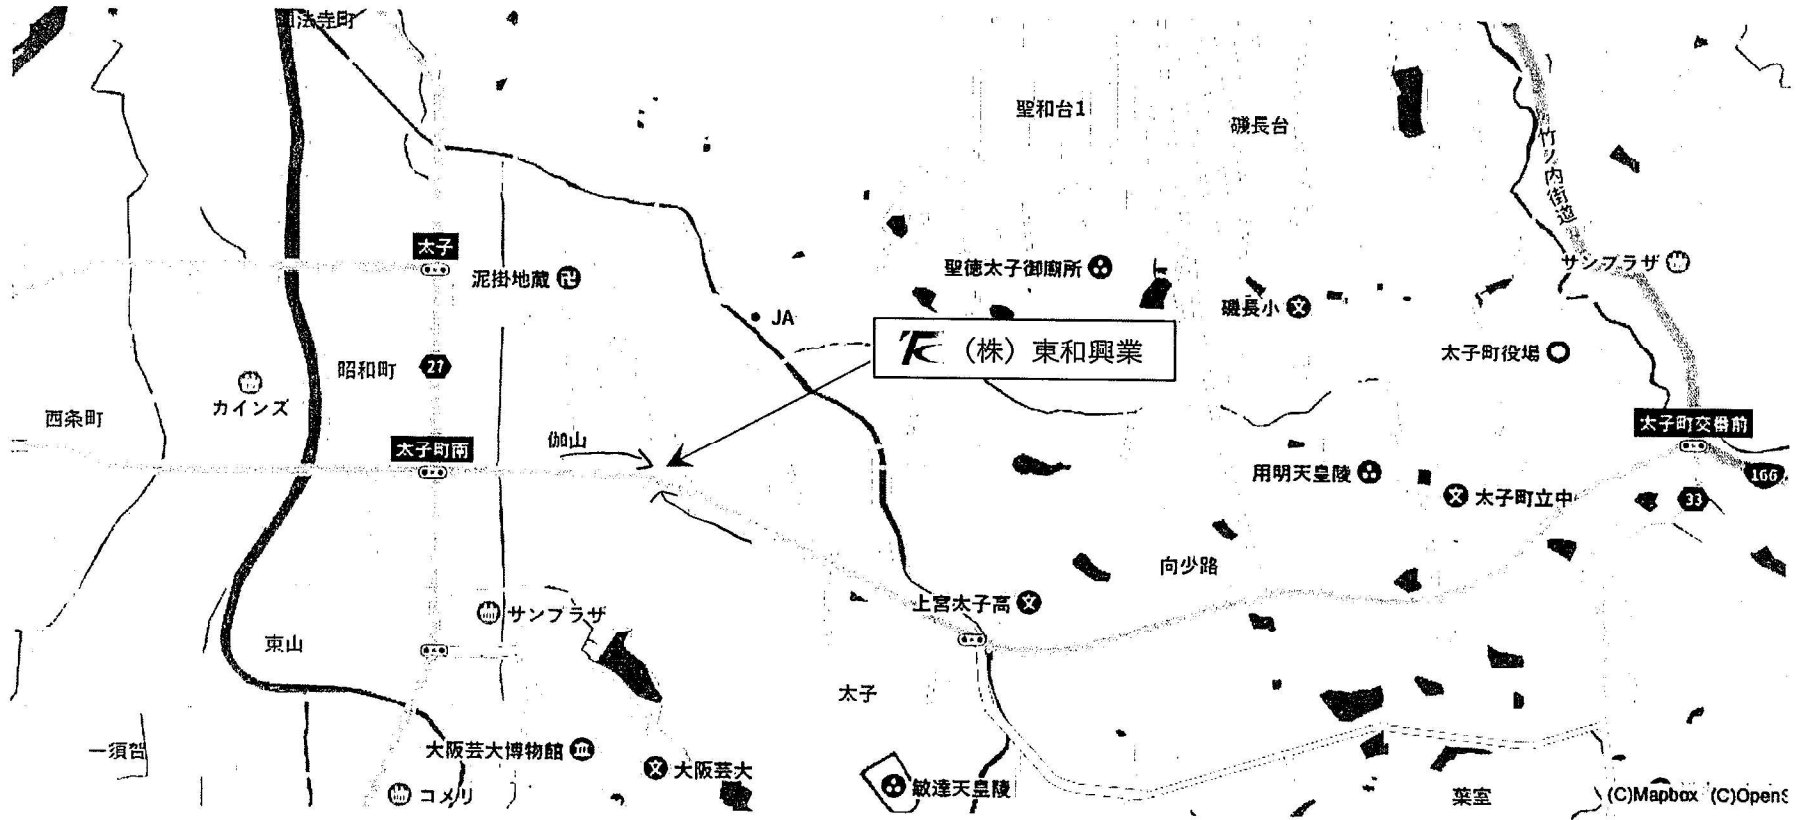 法寺町
聖和台1
磯長台
竹ノ内街道
太子
泥掛地蔵
聖徳太子御廟所
サンプラザ
磯長小
JA
TK (株)東和興業
太子町役場
昭和町
27
カインズ
西条町
太子町南
伽山
太子町交番前
用明天皇陵
太子町立中
166
33
向少路
上宮太子高
サンプラザ
東山
太子
一須賀
大阪芸大博物館
大阪芸大
コメリ
敏達天皇陵
葉室
(C)Mapbox (C)OpenS